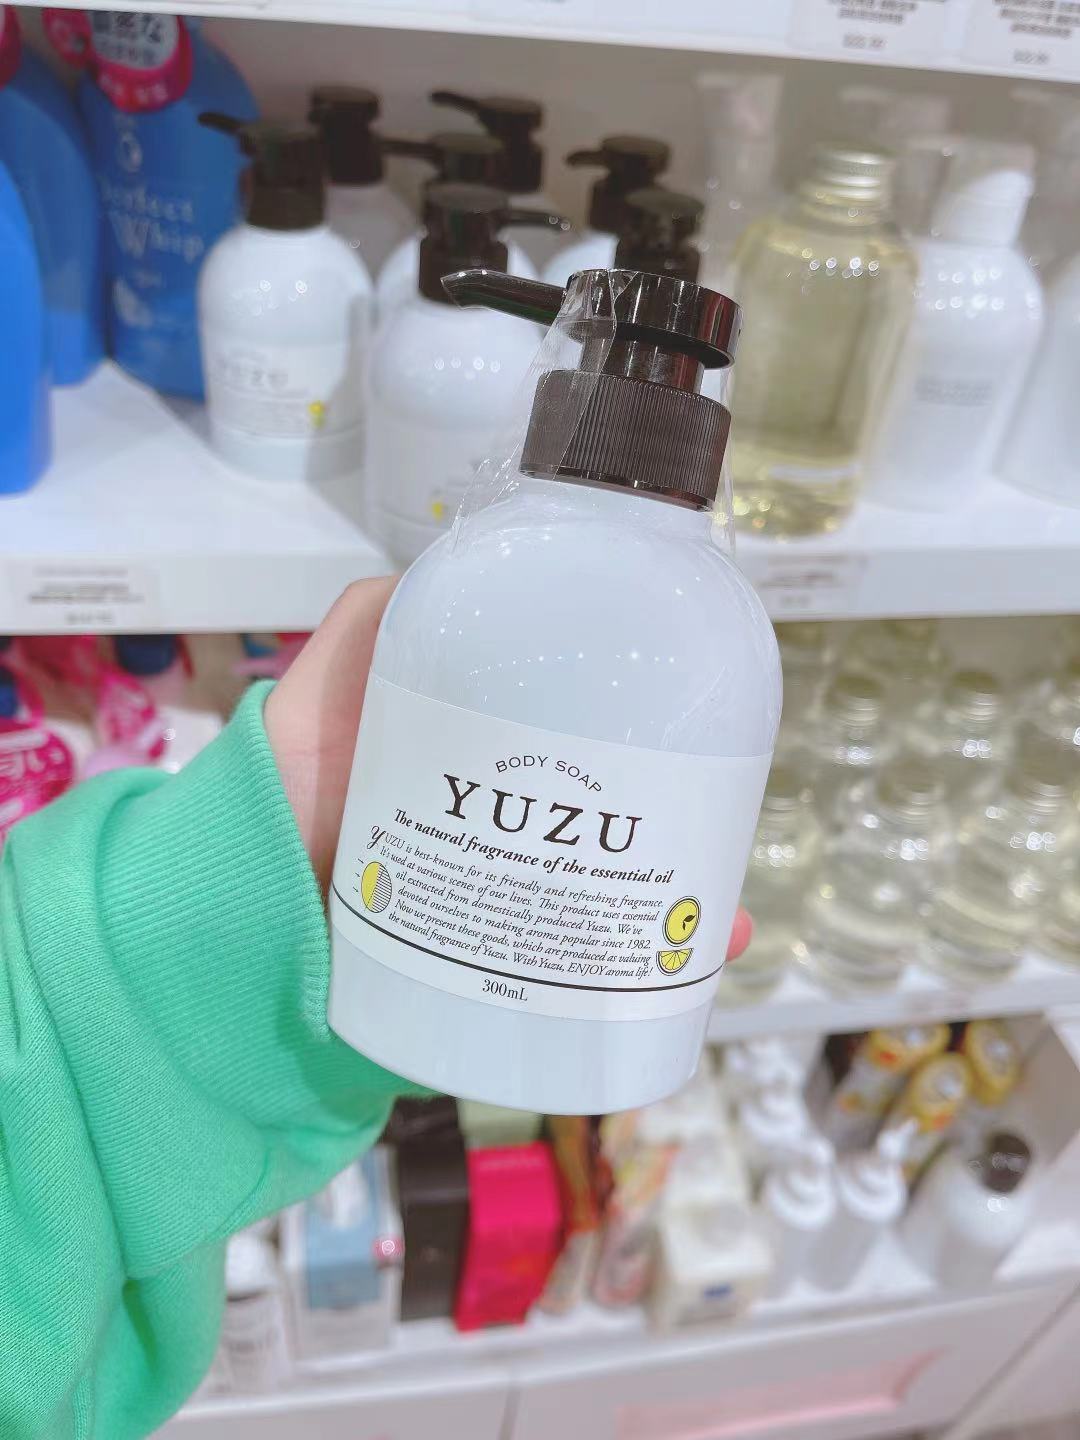 Perfect
Whip
YUZU
BODY SOAP
YUZU
The natural fragrance of the essential oil
YUZU is best-known for its friendly and refreshing fragrance.
It's used at various scenes of our lives. This product uses essential
oil extracted from domestically produced Yuzu. We've
devoted ourselves to making aroma popular since 1982.
Now we present these goods, which are produced as valuing
the natural fragrance of Yuzu. With Yuzu, ENJOY aroma life!
300mL